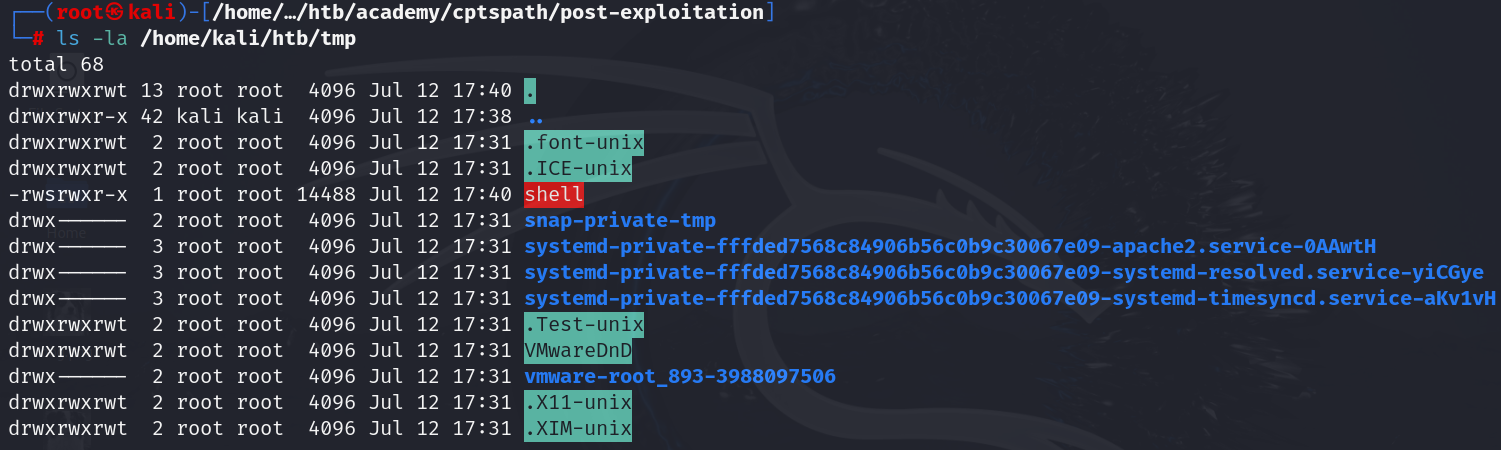 ┌──(root㉿kali)-[/home/…/htb/academy/cptspath/post-exploitation]
└─# ls -la /home/kali/htb/tmp
total 68
drwxrwxrwt 13 root root  4096 Jul 12 17:40 .
drwxrwxr-x 42 kali kali  4096 Jul 12 17:38 ..
drwxrwxrwt  2 root root  4096 Jul 12 17:31 .font-unix
drwxrwxrwt  2 root root  4096 Jul 12 17:31 .ICE-unix
-rwsrwxr-x  1 root root 14488 Jul 12 17:40 shell
drwx------  2 root root  4096 Jul 12 17:31 snap-private-tmp
drwx------  3 root root  4096 Jul 12 17:31 systemd-private-fffded7568c84906b56c0b9c30067e09-apache2.service-0AAwtH
drwx------  3 root root  4096 Jul 12 17:31 systemd-private-fffded7568c84906b56c0b9c30067e09-systemd-resolved.service-yiCGye
drwx------  3 root root  4096 Jul 12 17:31 systemd-private-fffded7568c84906b56c0b9c30067e09-systemd-timesyncd.service-aKv1vH
drwxrwxrwt  2 root root  4096 Jul 12 17:31 .Test-unix
drwxrwxrwt  2 root root  4096 Jul 12 17:31 VMwareDnD
drwx------  2 root root  4096 Jul 12 17:31 vmware-root_893-3988097506
drwxrwxrwt  2 root root  4096 Jul 12 17:31 .X11-unix
drwxrwxrwt  2 root root  4096 Jul 12 17:31 .XIM-unix